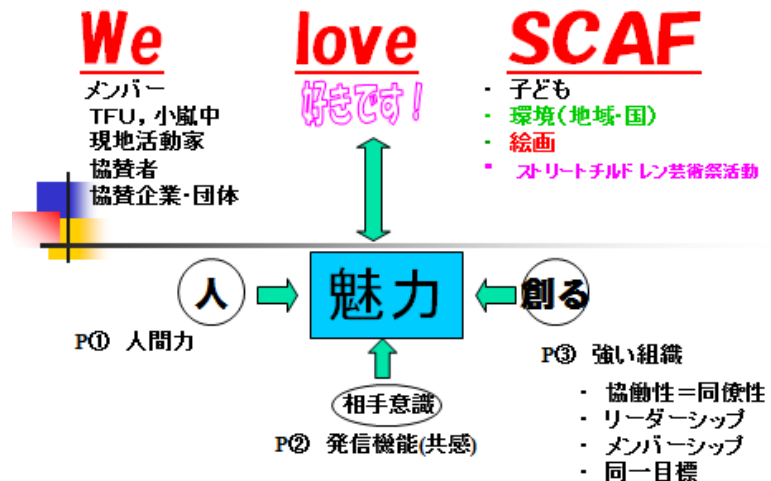 We love SCAF
メンバー
TFU，小嵐中
現地活動家
協賛者
協賛企業・団体
好きです！
・ 子ども
・ 環境（地域・国）
・ 絵画
・ ストリートチルドレン芸術祭活動
人
魅力
創る
P① 人間力
相手意識
P② 発信機能(共感)
P③ 強い組織
・ 協働性＝同僚性
・ リーダーシップ
・ メンバーシップ
・ 同一目標